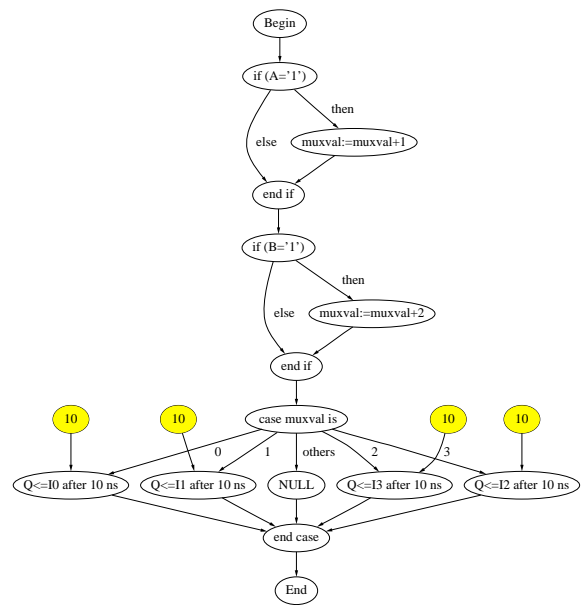 Begin
if (A='1')
then
else
muxval:=muxval+1
end if
if (B='1')
then
else
muxval:=muxval+2
end if
10
10
case muxval is
10
10
0
1
others
2
3
Q<=I0 after 10 ns
Q<=I1 after 10 ns
NULL
Q<=I3 after 10 ns
Q<=I2 after 10 ns
end case
End